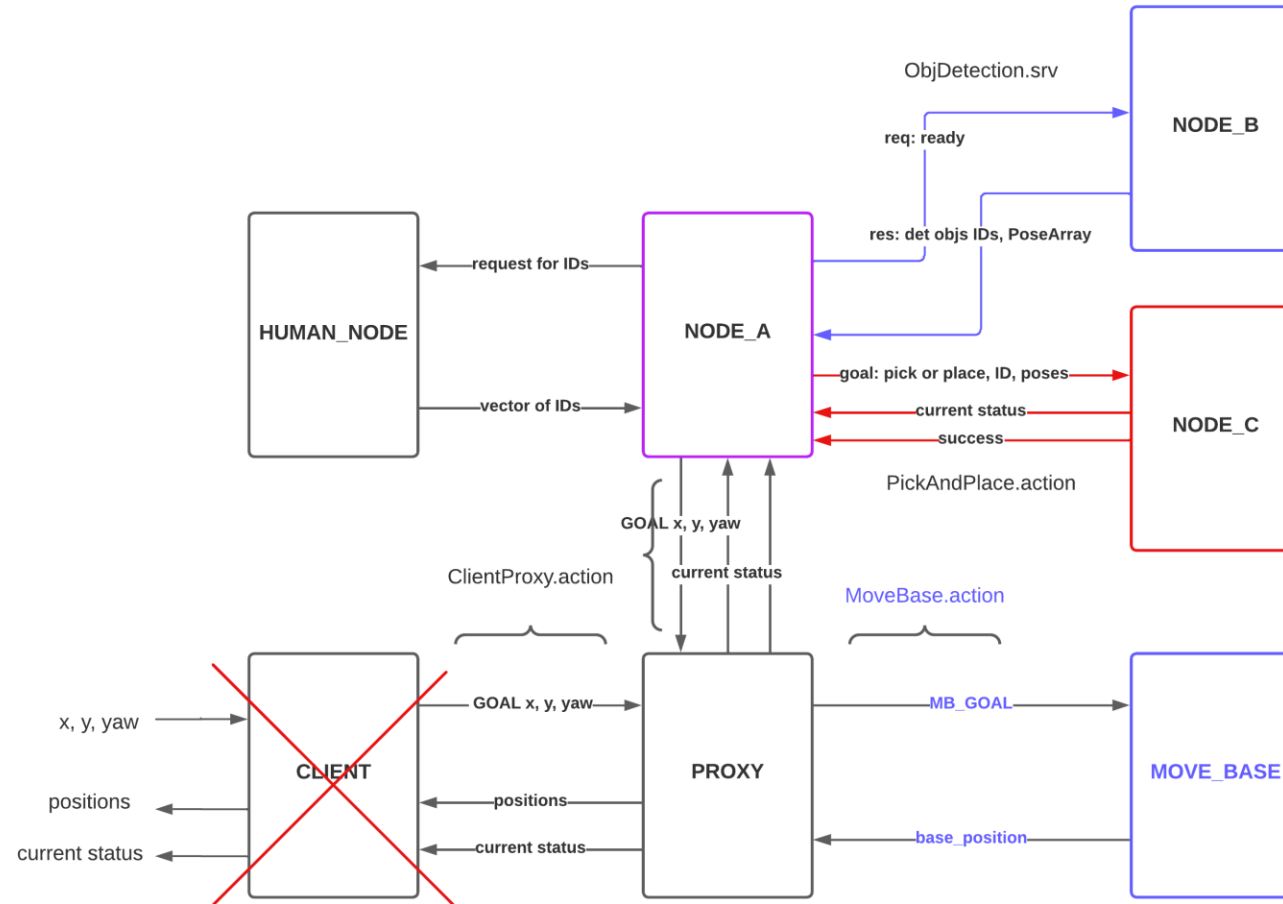 ObjDetection.srv
NODE_B
req: ready
res: det objs IDs, PoseArray
request for IDs
HUMAN_NODE
NODE_A
goal: pick or place, ID, poses
vector of IDs
current status
NODE_C
success
PickAndPlace.action
GOAL x, y, yaw
current status
ClientProxy.action
MoveBase.action
GOAL x, y, yaw
MB_GOAL
x, y, yaw
CLIENT
PROXY
MOVE_BASE
positions
positions
base_position
current status
current status